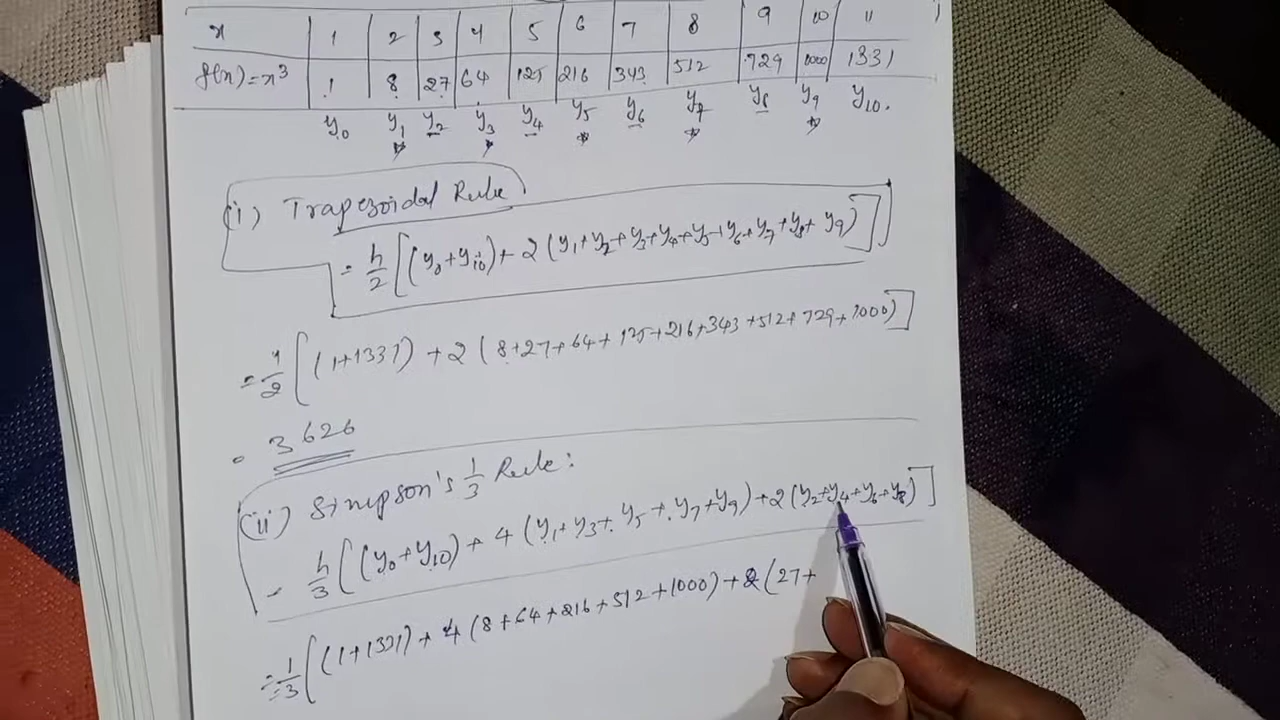 x 1 2 3 4 5 6 7 8 9 10 11
f(x)=x³ 1 8 27 64 125 216 343 512 729 1000 1331
y₀ y₁ y₂ y₃ y₄ y₅ y₆ y₇ y₈ y₉ y₁₀.
(i) Trapezoidal Rule
= h/2 [(y₀+y₁₀)+2(y₁+y₂+y₃+y₄+y₅+y₆+y₇+y₈+y₉)]
= 1/2 [(1+1331)+2(8+27+64+125+216+343+512+729+1000)]
= 3626
(ii) Simpson's 1/3 Rule:
= h/3 [(y₀+y₁₀)+4(y₁+y₃+y₅+y₇+y₉)+2(y₂+y₄+y₆+y₈)]
= 1/3 [(1+1331)+4(8+64+216+512+1000)+2(27+